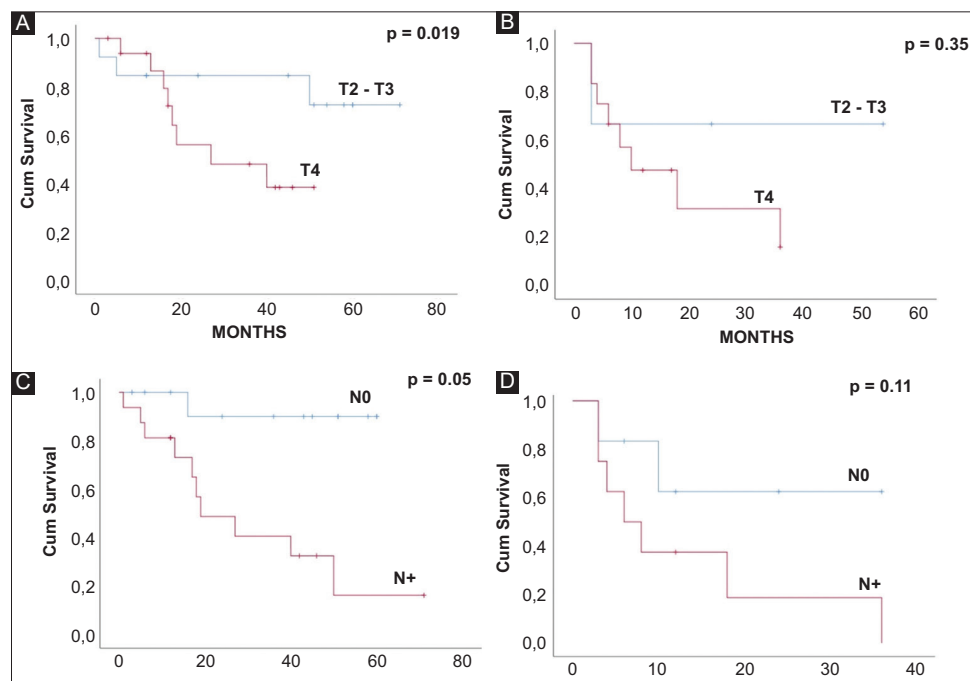 A
p = 0.019
1,0
0,8
0,6
0,4
0,2
0,0
Cum Survival
T2 - T3
T4
0 20 40 60 80
MONTHS
B
p = 0.35
1,0
0,8
0,6
0,4
0,2
0,0
Cum Survival
T2 - T3
T4
0 10 20 30 40 50 60
MONTHS
C
p = 0.05
1,0
0,8
0,6
0,4
0,2
0,0
Cum Survival
N0
N+
0 20 40 60 80
D
p = 0.11
1,0
0,8
0,6
0,4
0,2
0,0
Cum Survival
N0
N+
0 10 20 30 40